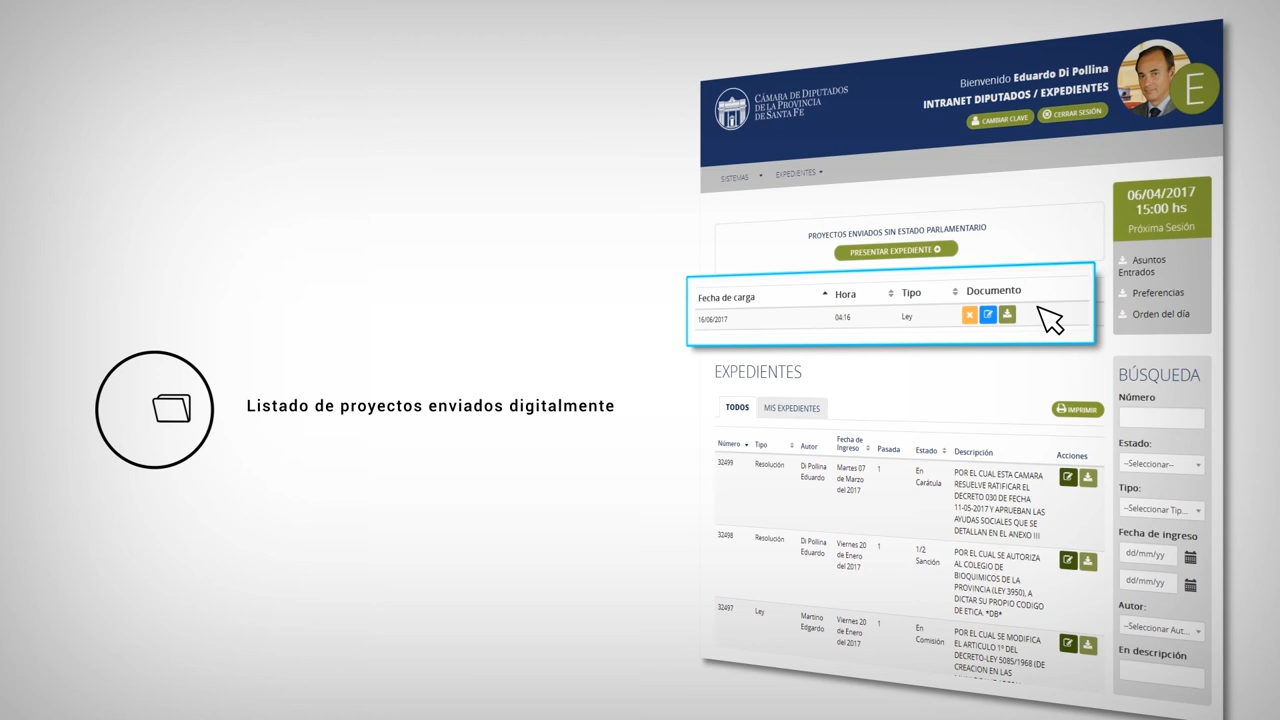 Listado de proyectos enviados digitalmente
CÁMARA DE DIPUTADOS
DE LA PROVINCIA
DE SANTA FE
Bienvenido Eduardo Di Pollina
INTRANET DIPUTADOS / EXPEDIENTES
CAMBIAR CLAVE
CERRAR SESIÓN
E
SISTEMAS
EXPEDIENTES
PROYECTOS ENVIADOS SIN ESTADO PARLAMENTARIO
PRESENTAR EXPEDIENTE
Fecha de carga Hora Tipo Documento
16/06/2017 04:16 Ley
06/04/2017
15:00 hs
Próxima Sesión
Asuntos
Entrados
Preferencias
Orden del día
EXPEDIENTES
TODOS MIS EXPEDIENTES
IMPRIMIR
Número Tipo Autor Fecha de Ingreso Pasada Estado Descripción Acciones
32499 Resolución Di Pollina Eduardo Martes 07 de Marzo del 2017 1 En Carátula
POR EL CUAL ESTA CAMARA
RESUELVE RATIFICAR EL
DECRETO 030 DE FECHA
11-05-2017 Y APRUEBAN LAS
AYUDAS SOCIALES QUE SE
DETALLAN EN EL ANEXO III
32498 Resolución Di Pollina Eduardo Viernes 20 de Enero del 2017 1 1/2 Sanción
POR EL CUAL SE AUTORIZA
AL COLEGIO DE
BIOQUIMICOS DE LA
PROVINCIA (LEY 3950), A
DICTAR SU PROPIO CODIGO
DE ETICA. *DB*
32497 Ley Martino Edgardo Viernes 20 de Enero del 2017 1 En Comisión
POR EL CUAL SE MODIFICA
EL ARTICULO 1º DEL
DECRETO-LEY 5085/1968 (DE
CREACION EN LAS
BÚSQUEDA
Número
Estado:
--Seleccionar--
Tipo:
--Seleccionar Tip...
Fecha de ingreso
dd/mm/yy
dd/mm/yy
Autor:
--Seleccionar Aut...
En descripción